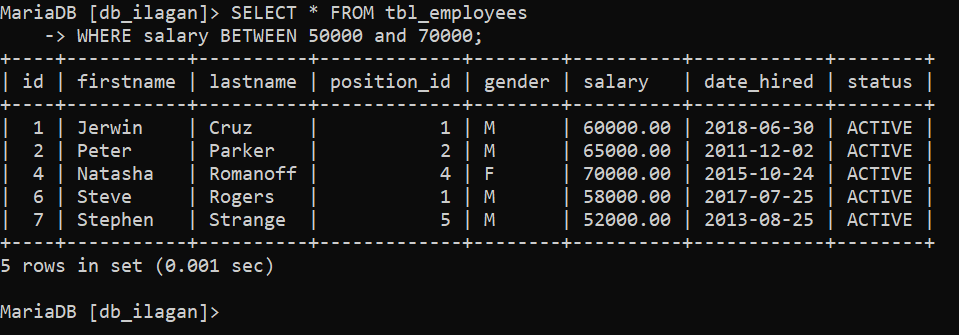 MariaDB [db_ilagan]> SELECT * FROM tbl_employees
    -> WHERE salary BETWEEN 50000 and 70000;
+----+-----------+----------+-------------+--------+----------+------------+--------+
| id | firstname | lastname | position_id | gender | salary   | date_hired | status |
+----+-----------+----------+-------------+--------+----------+------------+--------+
|  1 | Jerwin    | Cruz     |           1 | M      | 60000.00 | 2018-06-30 | ACTIVE |
|  2 | Peter     | Parker   |           2 | M      | 65000.00 | 2011-12-02 | ACTIVE |
|  4 | Natasha   | Romanoff |           4 | F      | 70000.00 | 2015-10-24 | ACTIVE |
|  6 | Steve     | Rogers   |           1 | M      | 58000.00 | 2017-07-25 | ACTIVE |
|  7 | Stephen   | Strange  |           5 | M      | 52000.00 | 2013-08-25 | ACTIVE |
+----+-----------+----------+-------------+--------+----------+------------+--------+
5 rows in set (0.001 sec)

MariaDB [db_ilagan]>